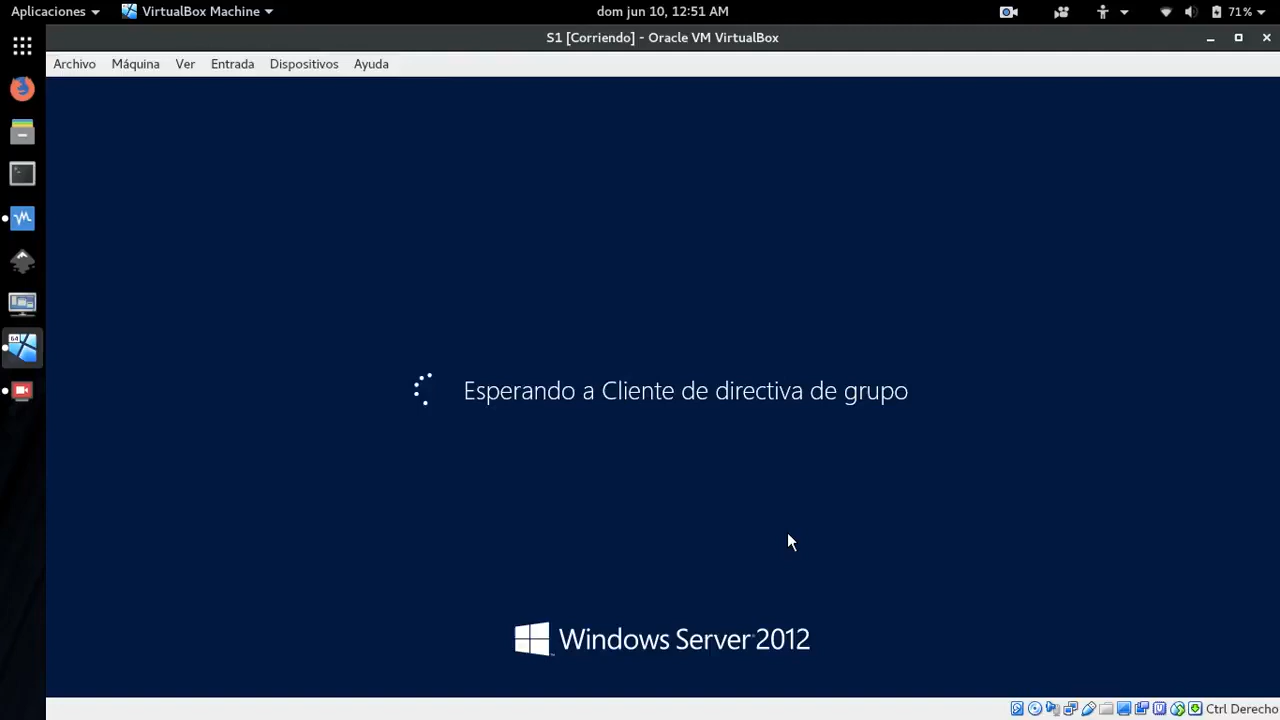 Aplicaciones VirtualBox Machine dom jun 10, 12:51 AM 71%
S1 [Corriendo] - Oracle VM VirtualBox
Archivo Máquina Ver Entrada Dispositivos Ayuda
64
Esperando a Cliente de directiva de grupo
Windows Server 2012
Ctrl Derecho